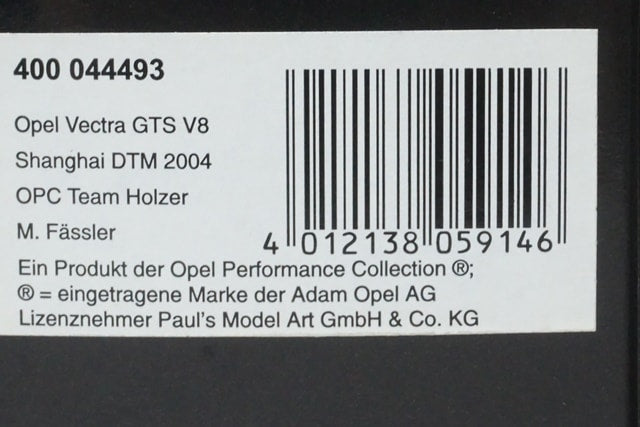 400 044493
Opel Vectra GTS V8
Shanghai DTM 2004
OPC Team Holzer
M. Fässler
4 012138 059146
Ein Produkt der Opel Performance Collection ®;
® = eingetragene Marke der Adam Opel AG
Lizenznehmer Paul's Model Art GmbH & Co. KG